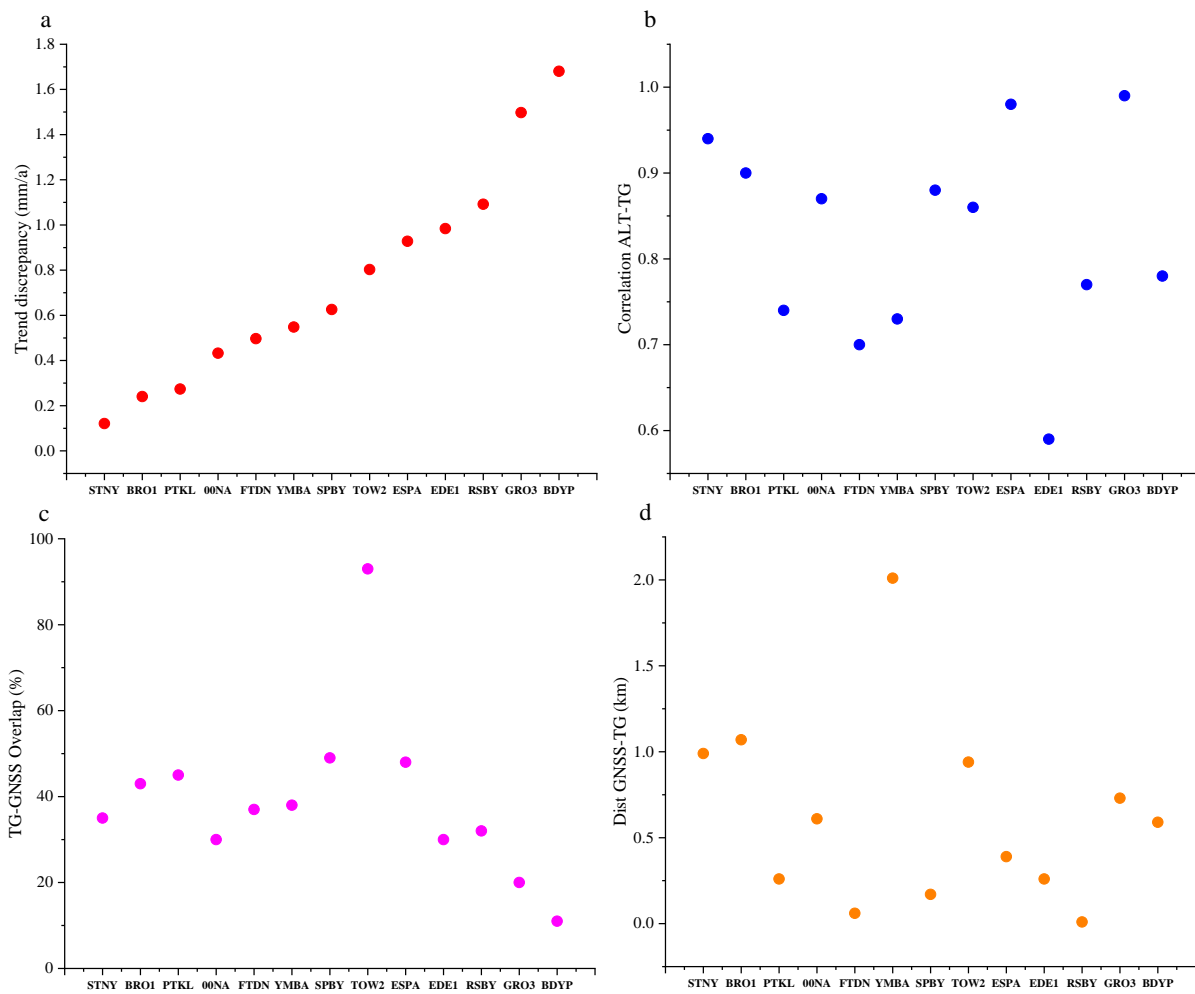 a
Trend discrepancy (mm/a)
1.8
1.6
1.4
1.2
1.0
0.8
0.6
0.4
0.2
0.0
STNY BRO1 PTKL 00NA FTDN YMBA SPBY TOW2 ESPA EDE1 RSBY GRO3 BDYP
b
Correlation ALT-TG
1.0
0.9
0.8
0.7
0.6
STNY BRO1 PTKL 00NA FTDN YMBA SPBY TOW2 ESPA EDE1 RSBY GRO3 BDYP
c
TG-GNSS Overlap (%)
100
80
60
40
20
0
STNY BRO1 PTKL 00NA FTDN YMBA SPBY TOW2 ESPA EDE1 RSBY GRO3 BDYP
d
Dist GNSS-TG (km)
2.0
1.5
1.0
0.5
0.0
STNY BRO1 PTKL 00NA FTDN YMBA SPBY TOW2 ESPA EDE1 RSBY GRO3 BDYP